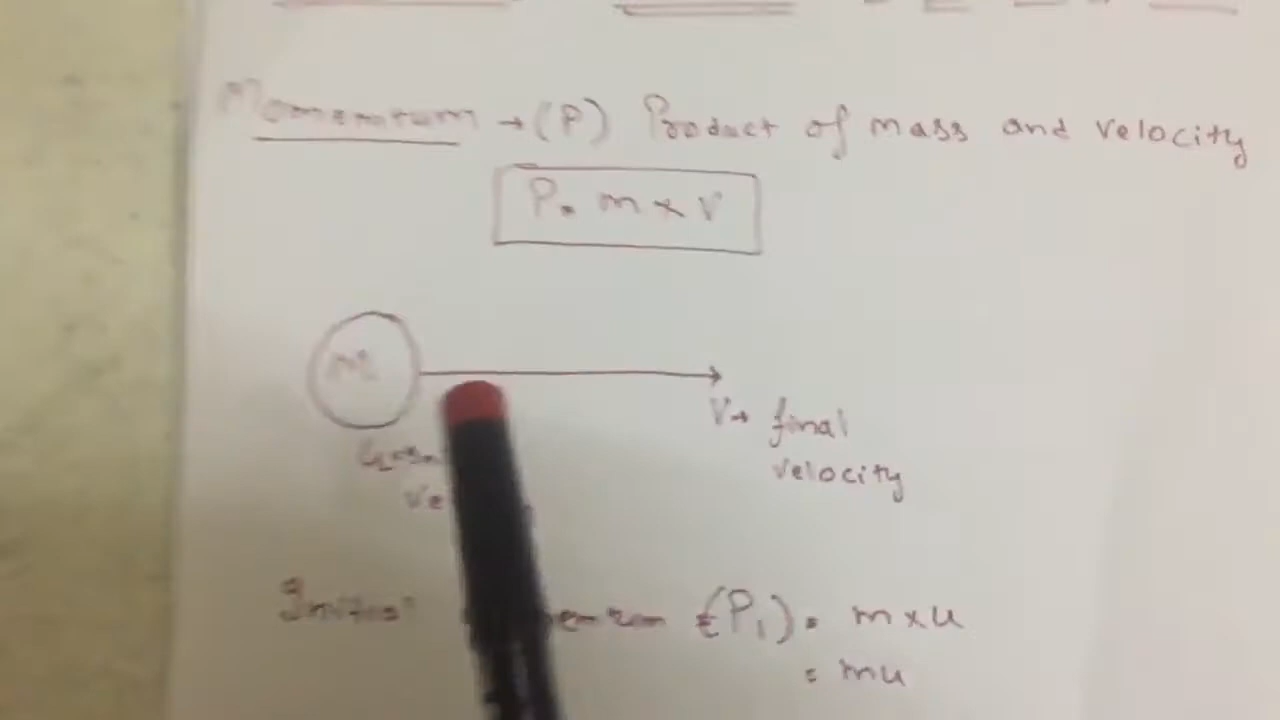 Momentum → (P) Product of mass and velocity
P = m × v
m
V→ final
velocity
Initial (P₁) = m×u
= mu